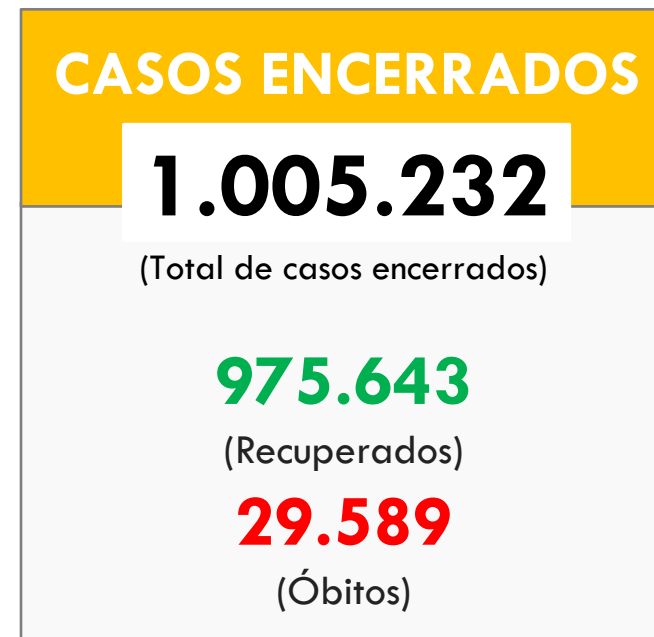 CASOS ENCERRADOS
1.005.232
(Total de casos encerrados)
975.643
(Recuperados)
29.589
(Óbitos)